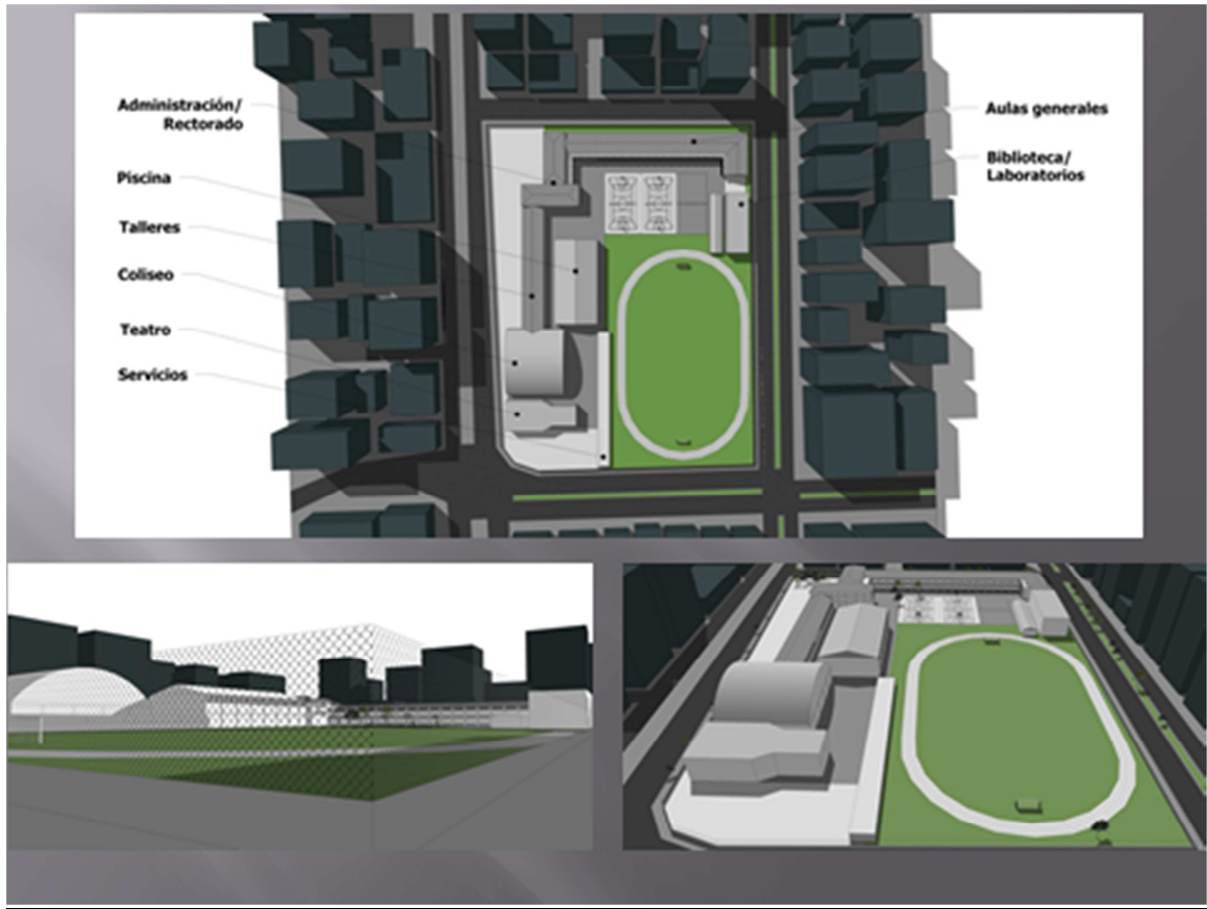 Administración/
Rectorado
Piscina
Talleres
Coliseo
Teatro
Servicios
Aulas generales
Biblioteca/
Laboratorios